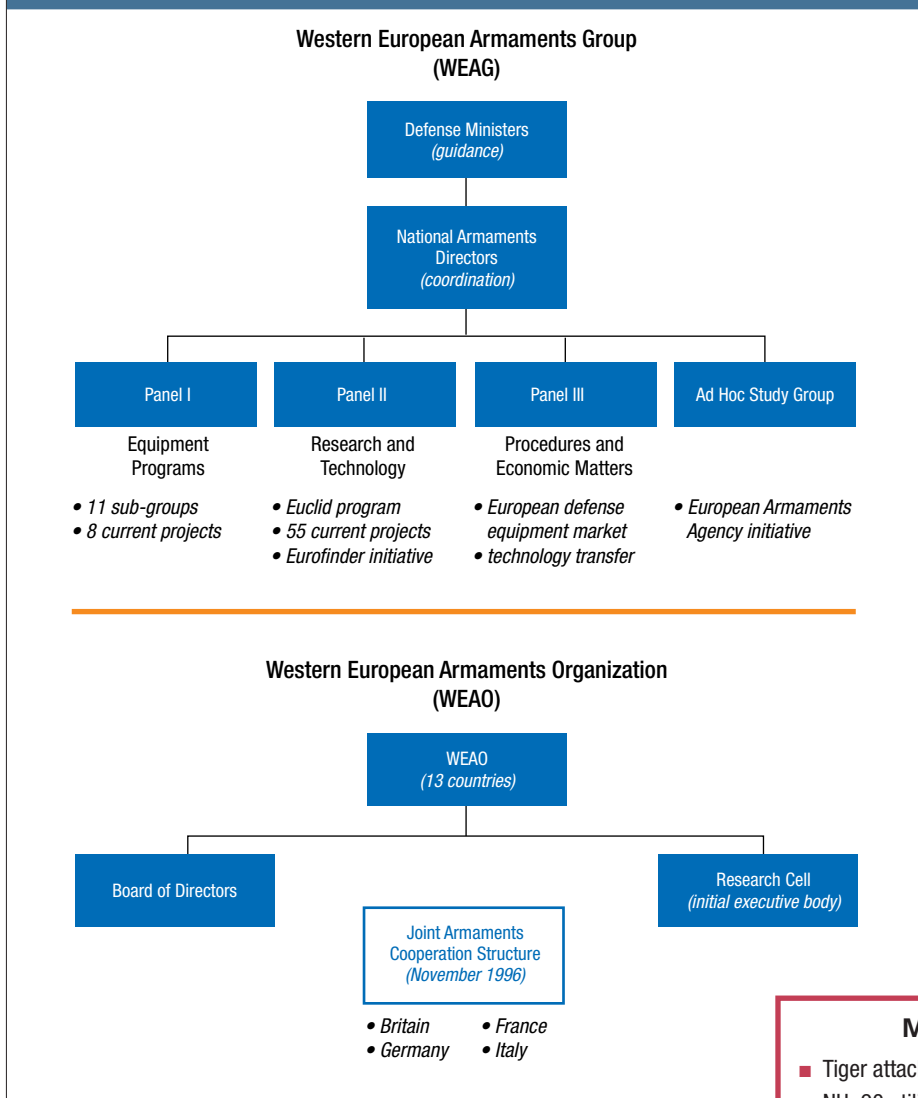 Western European Armaments Group
(WEAG)
Defense Ministers
(guidance)
National Armaments
Directors
(coordination)
Panel I
Panel II
Panel III
Ad Hoc Study Group
Equipment
Programs
• 11 sub-groups
• 8 current projects
Research and
Technology
• Euclid program
• 55 current projects
• Eurofinder initiative
Procedures and
Economic Matters
• European defense
equipment market
• technology transfer
• European Armaments
Agency initiative
Western European Armaments Organization
(WEAO)
WEAO
(13 countries)
Board of Directors
Research Cell
(initial executive body)
Joint Armaments
Cooperation Structure
(November 1996)
• Britain • France
• Germany • Italy
M
■ Tiger attac